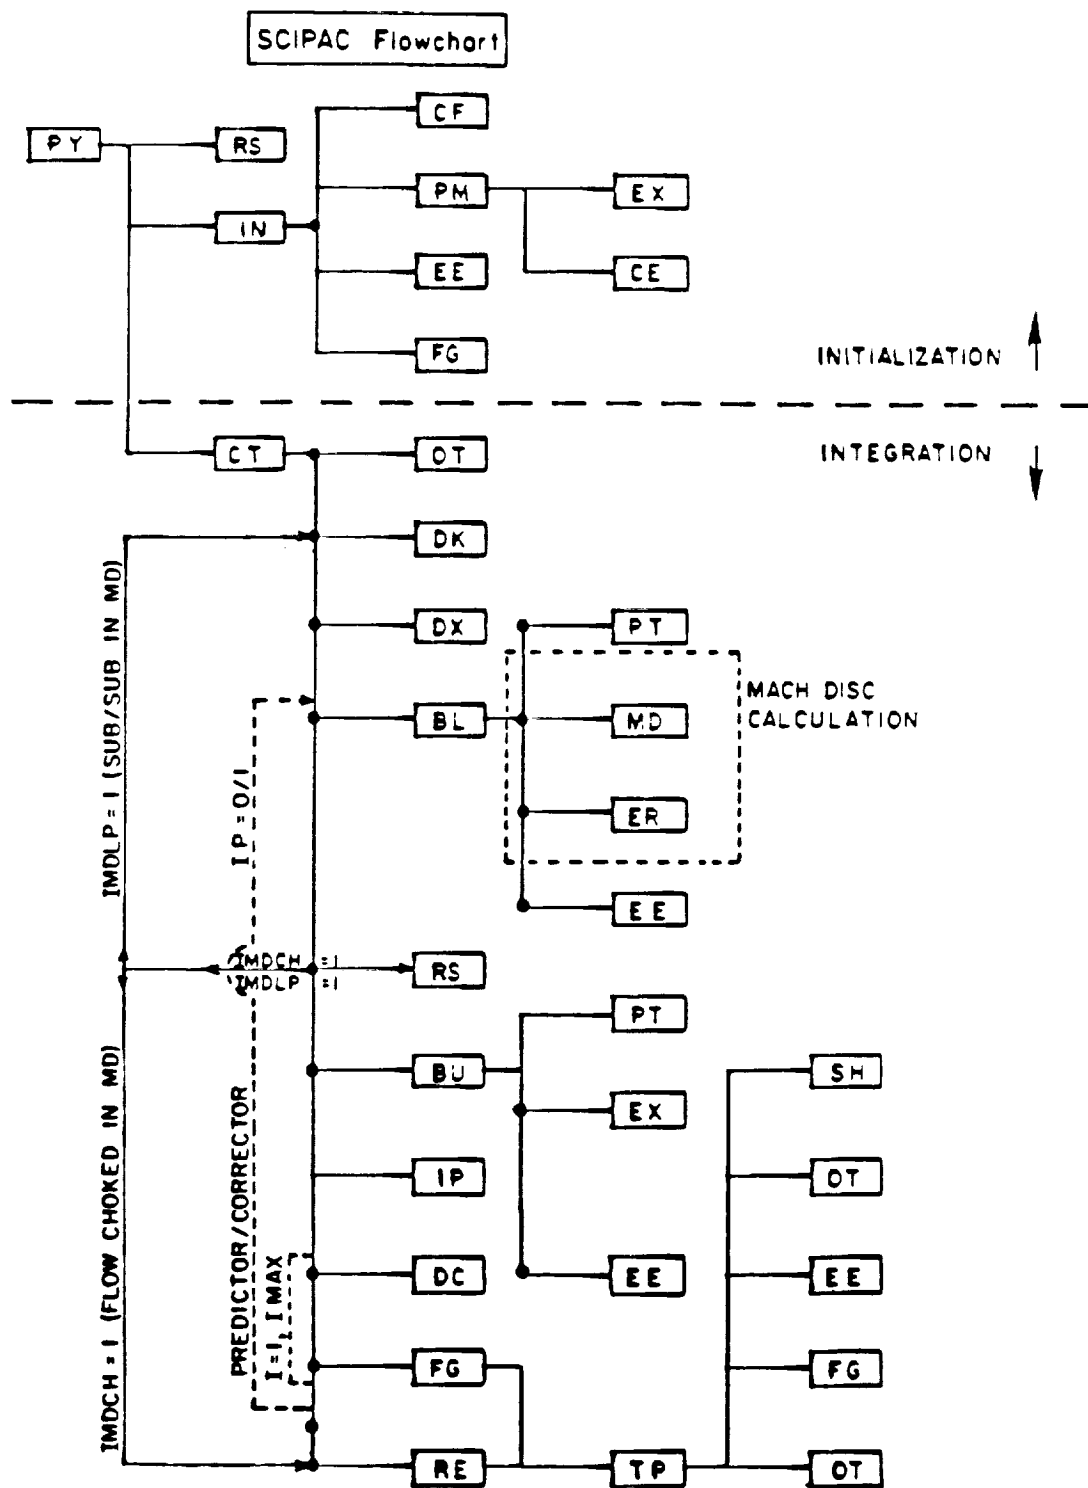 SCIPAC Flowchart
CF
PY
RS
PM
EX
IN
EE
CE
FG
INITIALIZATION
CT
OT
INTEGRATION
DK
DX
PT
MACH DISC
CALCULATION
BL
MD
ER
EE
IMDLP = 1 (SUB/SUB IN MD)
IP = 0/1
IMDCH =1
IMDLP =1
RS
PT
BU
SH
EX
IP
OT
DC
EE
EE
FG
FG
RE
TP
OT
IMDCH = 1 (FLOW CHOKED IN MD)
PREDICTOR/CORRECTOR
I=1, IMAX